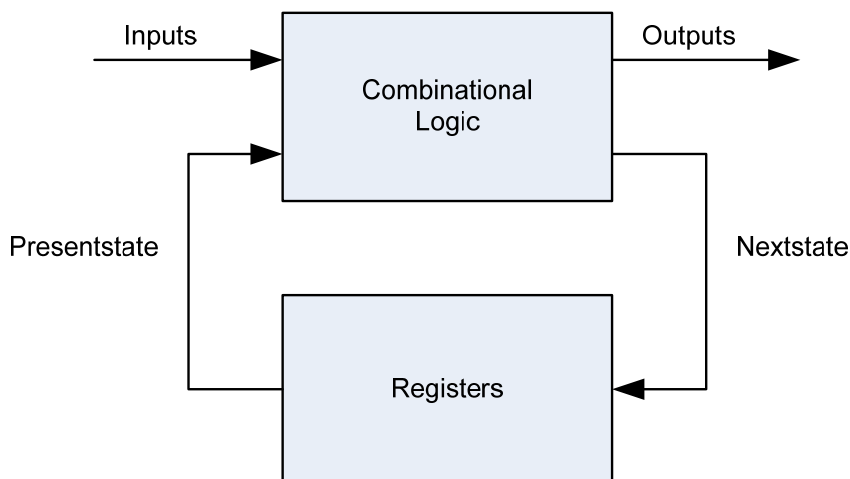 Inputs
Outputs
Combinational
Logic
Presentstate
Nextstate
Registers